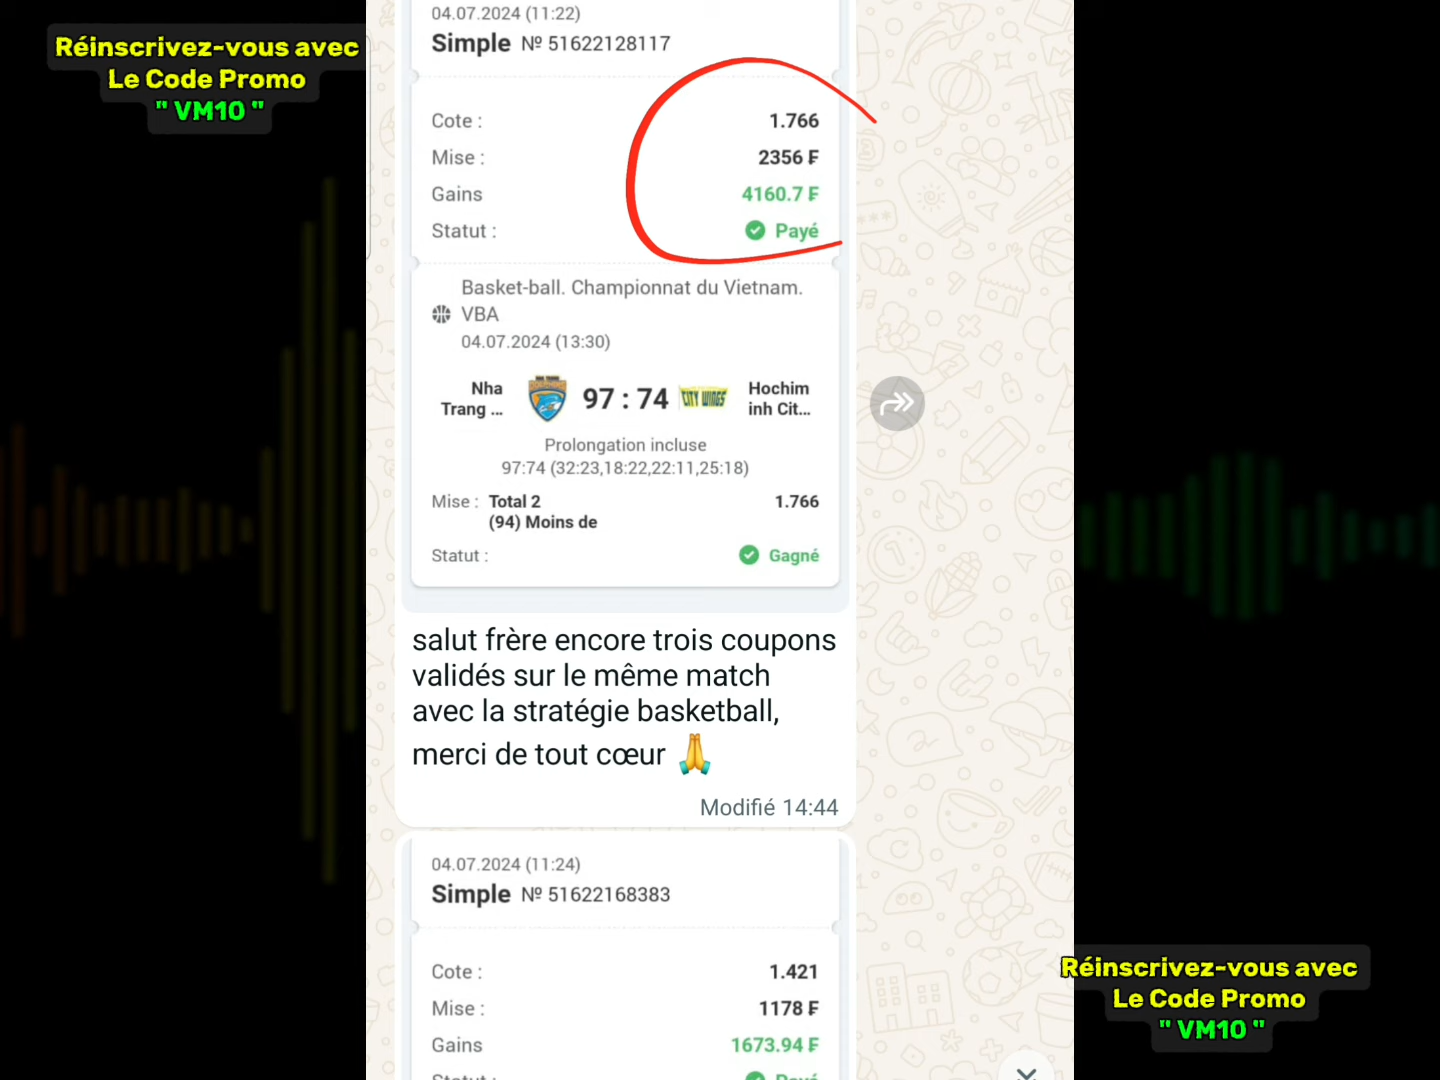 Réinscrivez-vous avec
Le Code Promo
" VM10 "
04.07.2024 (11:22)
Simple № 51622128117
Cote : 1.766
Mise : 2356 ₣
Gains 4160.7 ₣
Statut : Payé
Basket-ball. Championnat du Vietnam.
VBA
04.07.2024 (13:30)
Nha
Trang ...
97 : 74
CITY WINGS
Hochim
inh Cit...
Prolongation incluse
97:74 (32:23,18:22,22:11,25:18)
Mise : Total 2 1.766
(94) Moins de
Statut : Gagné
salut frère encore trois coupons
validés sur le même match
avec la stratégie basketball,
merci de tout cœur 🙏
Modifié 14:44
04.07.2024 (11:24)
Simple № 51622168383
Cote : 1.421
Mise : 1178 ₣
Gains 1673.94 ₣
Statut : Payé
Réinscrivez-vous avec
Le Code Promo
" VM10 "